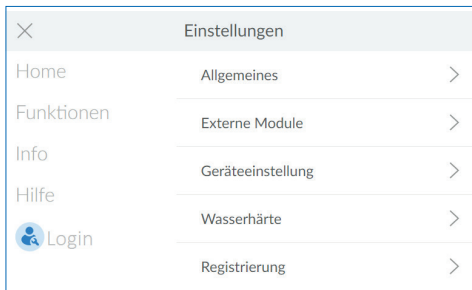 Einstellungen
Home
Funktionen
Info
Hilfe
Login
Allgemeines
Externe Module
Geräteeinstellung
Wasserhärte
Registrierung